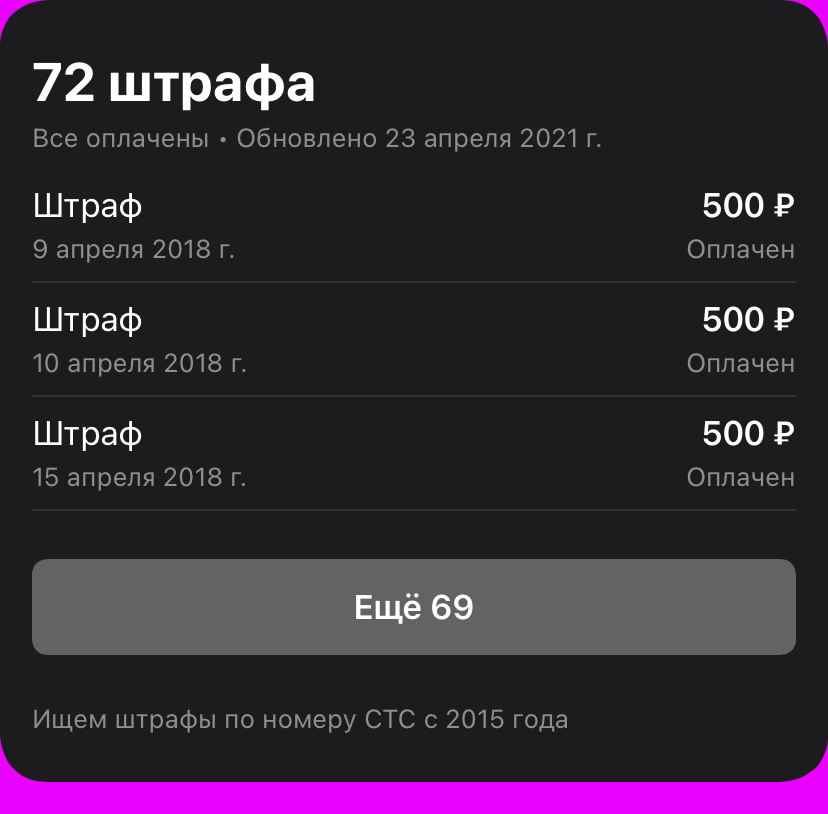 72 штрафа
Все оплачены • Обновлено 23 апреля 2021 г.
Штраф 500 ₽
9 апреля 2018 г. Оплачен
Штраф 500 ₽
10 апреля 2018 г. Оплачен
Штраф 500 ₽
15 апреля 2018 г. Оплачен
Ещё 69
Ищем штрафы по номеру СТС с 2015 года